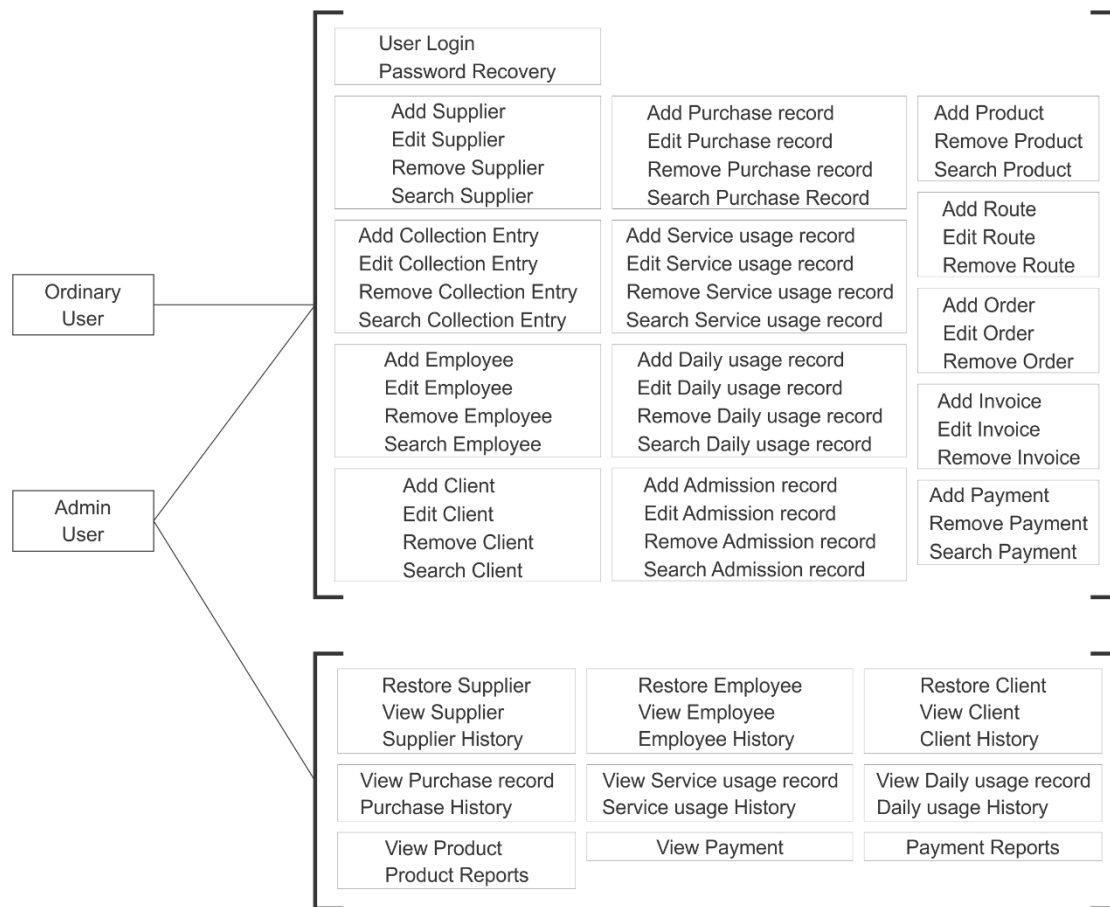 User Login
Password Recovery
Add Supplier
Edit Supplier
Remove Supplier
Search Supplier
Add Purchase record
Edit Purchase record
Remove Purchase record
Search Purchase Record
Add Product
Remove Product
Search Product
Add Route
Edit Route
Remove Route
Add Collection Entry
Edit Collection Entry
Remove Collection Entry
Search Collection Entry
Add Service usage record
Edit Service usage record
Remove Service usage record
Search Service usage record
Ordinary
User
Add Order
Edit Order
Remove Order
Add Employee
Edit Employee
Remove Employee
Search Employee
Add Daily usage record
Edit Daily usage record
Remove Daily usage record
Search Daily usage record
Add Invoice
Edit Invoice
Remove Invoice
Admin
User
Add Client
Edit Client
Remove Client
Search Client
Add Admission record
Edit Admission record
Remove Admission record
Search Admission record
Add Payment
Remove Payment
Search Payment
Restore Supplier
View Supplier
Supplier History
Restore Employee
View Employee
Employee History
Restore Client
View Client
Client History
View Purchase record
Purchase History
View Service usage record
Service usage History
View Daily usage record
Daily usage History
View Product
Product Reports
View Payment
Payment Reports